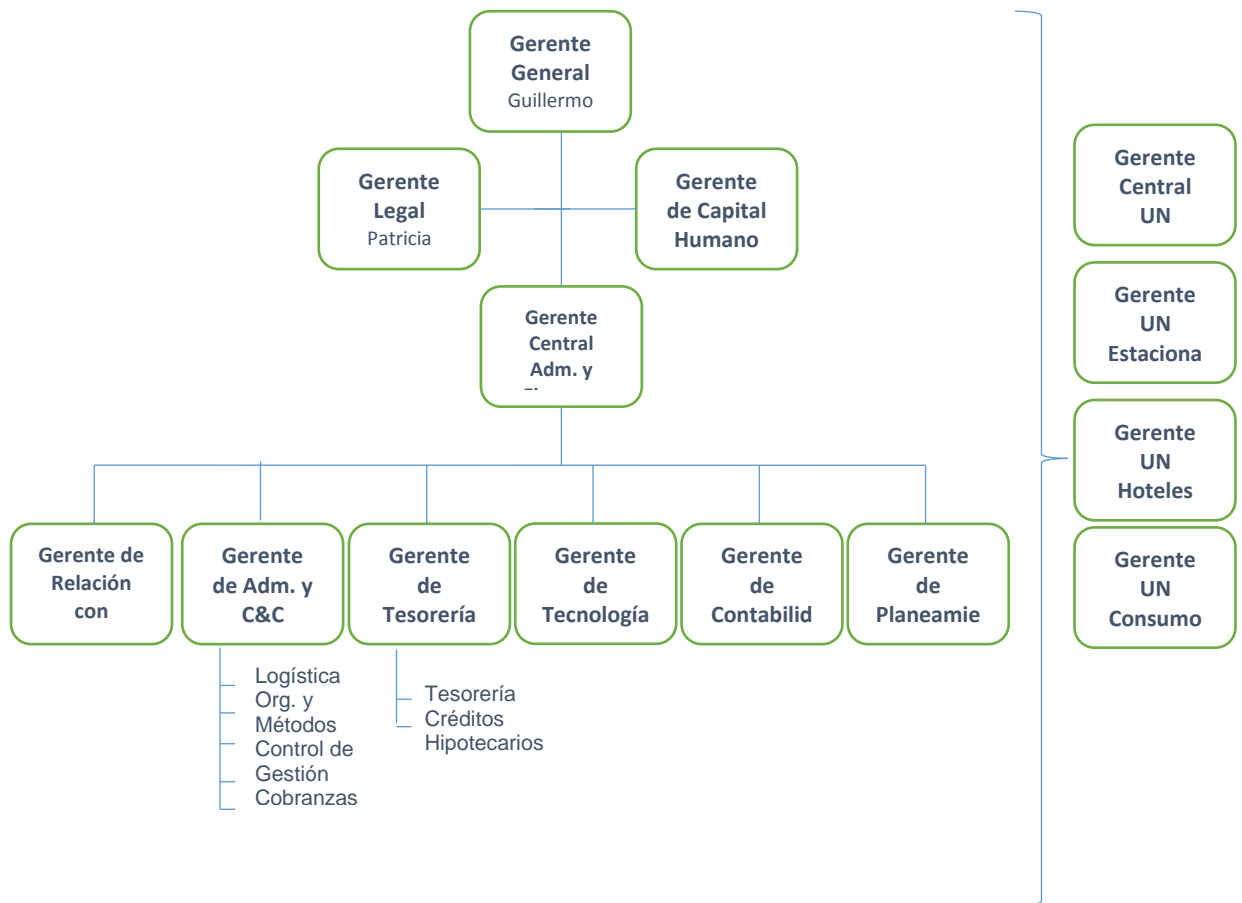 Gerente
General
Guillermo
Gerente
Legal
Patricia
Gerente
de Capital
Humano
Gerente
Central
Adm. y
Gerente de
Relación
con
Gerente
de Adm. y
C&C
Gerente
de
Tesorería
Gerente
de
Tecnología
Gerente
de
Contabilid
Gerente
de
Planeamie
Logística
Org. y
Métodos
Control de
Gestión
Cobranzas
Tesorería
Créditos
Hipotecarios
Gerente
Central
UN
Gerente
UN
Estaciona
Gerente
UN
Hoteles
Gerente
UN
Consumo